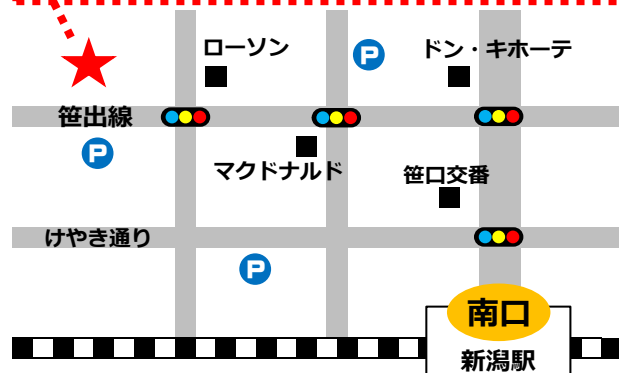 ローソン
P
ドン・キホーテ
笹出線
P
マクドナルド
笹口交番
けやき通り
P
南口
新潟駅